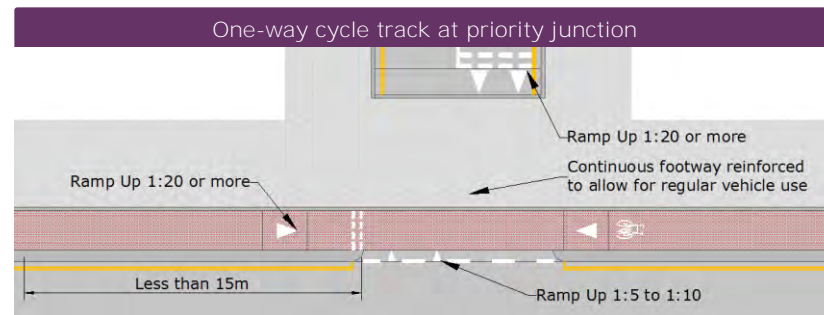 One-way cycle track at priority junction
Ramp Up 1:20 or more
Continuous footway reinforced
to allow for regular vehicle use
Ramp Up 1:20 or more
Less than 15m
Ramp Up 1:5 to 1:10